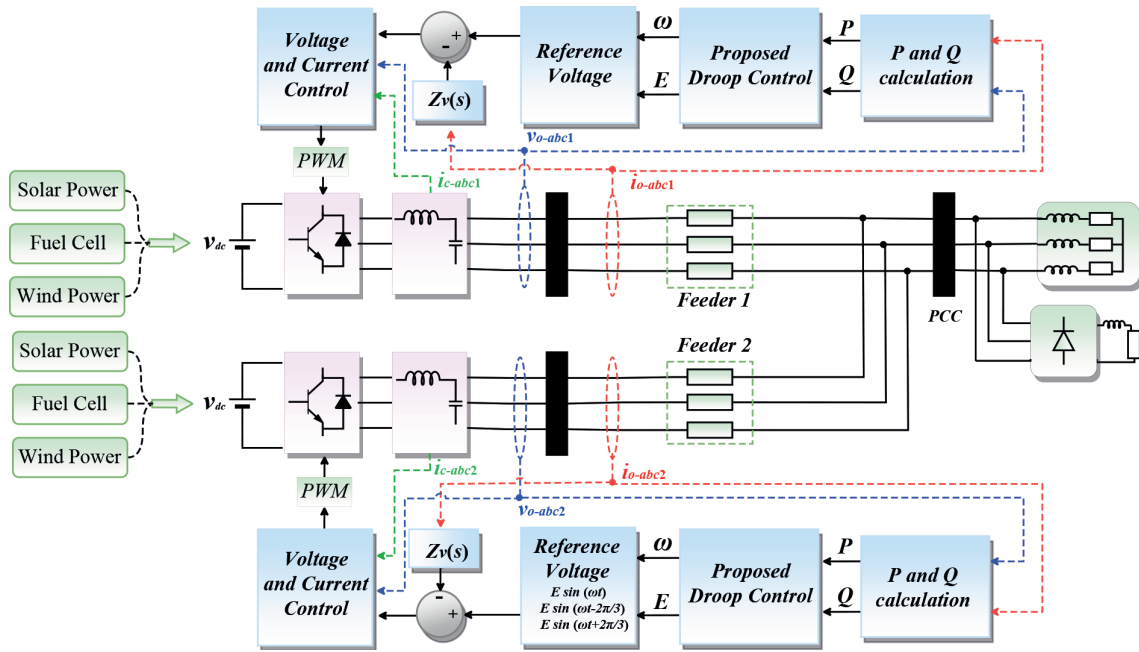 Voltage
and Current
Control
+
-
Zv(s)
Reference
Voltage
ω
E
Proposed
Droop Control
P
Q
P and Q
calculation
PWM
vo-abc1
ic-abc1
io-abc1
Solar Power
Fuel Cell
Wind Power
vdc
Feeder 1
PCC
Solar Power
Fuel Cell
Wind Power
vdc
Feeder 2
ic-abc2
io-abc2
vo-abc2
PWM
Voltage
and Current
Control
Zv(s)
-
+
Reference
Voltage
E sin (ωt)
E sin (ωt-2π/3)
E sin (ωt+2π/3)
ω
E
Proposed
Droop Control
P
Q
P and Q
calculation